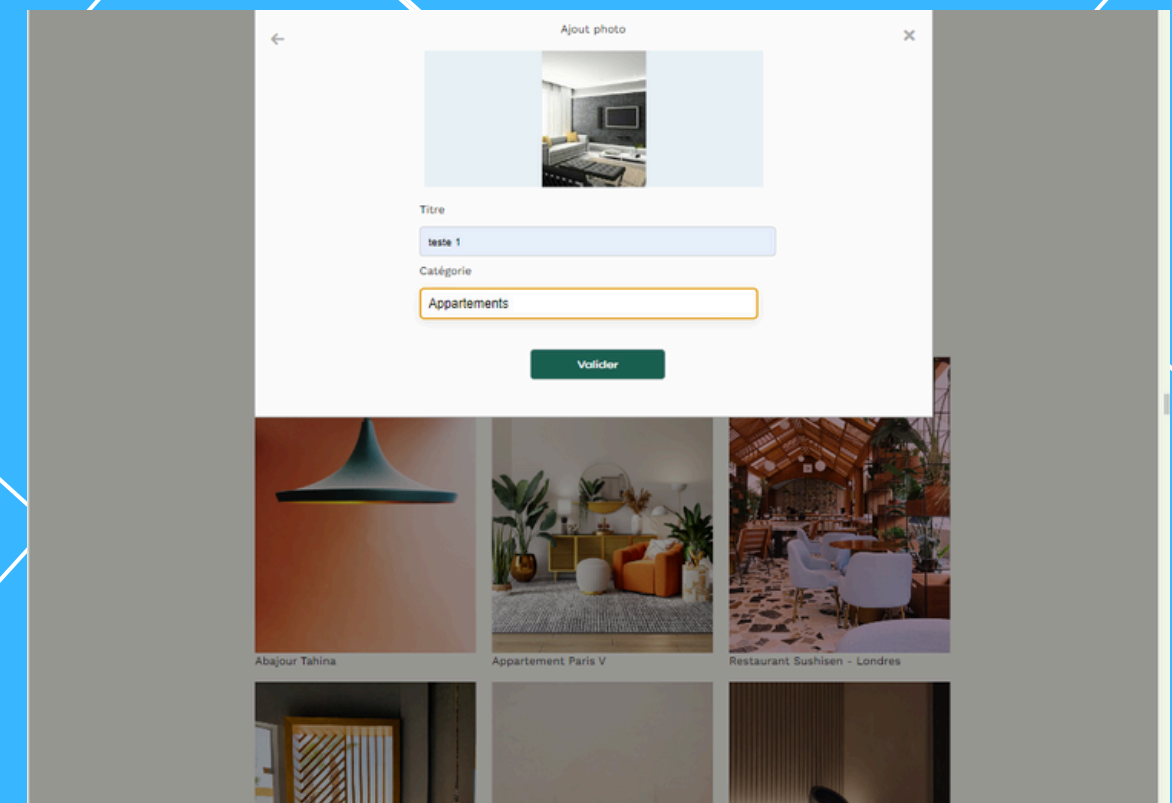 Ajout photo
Titre
teste 1
Catégorie
Appartements
Valider
Abajour Tahina
Appartement Paris V
Restaurant Sushisen - Londres